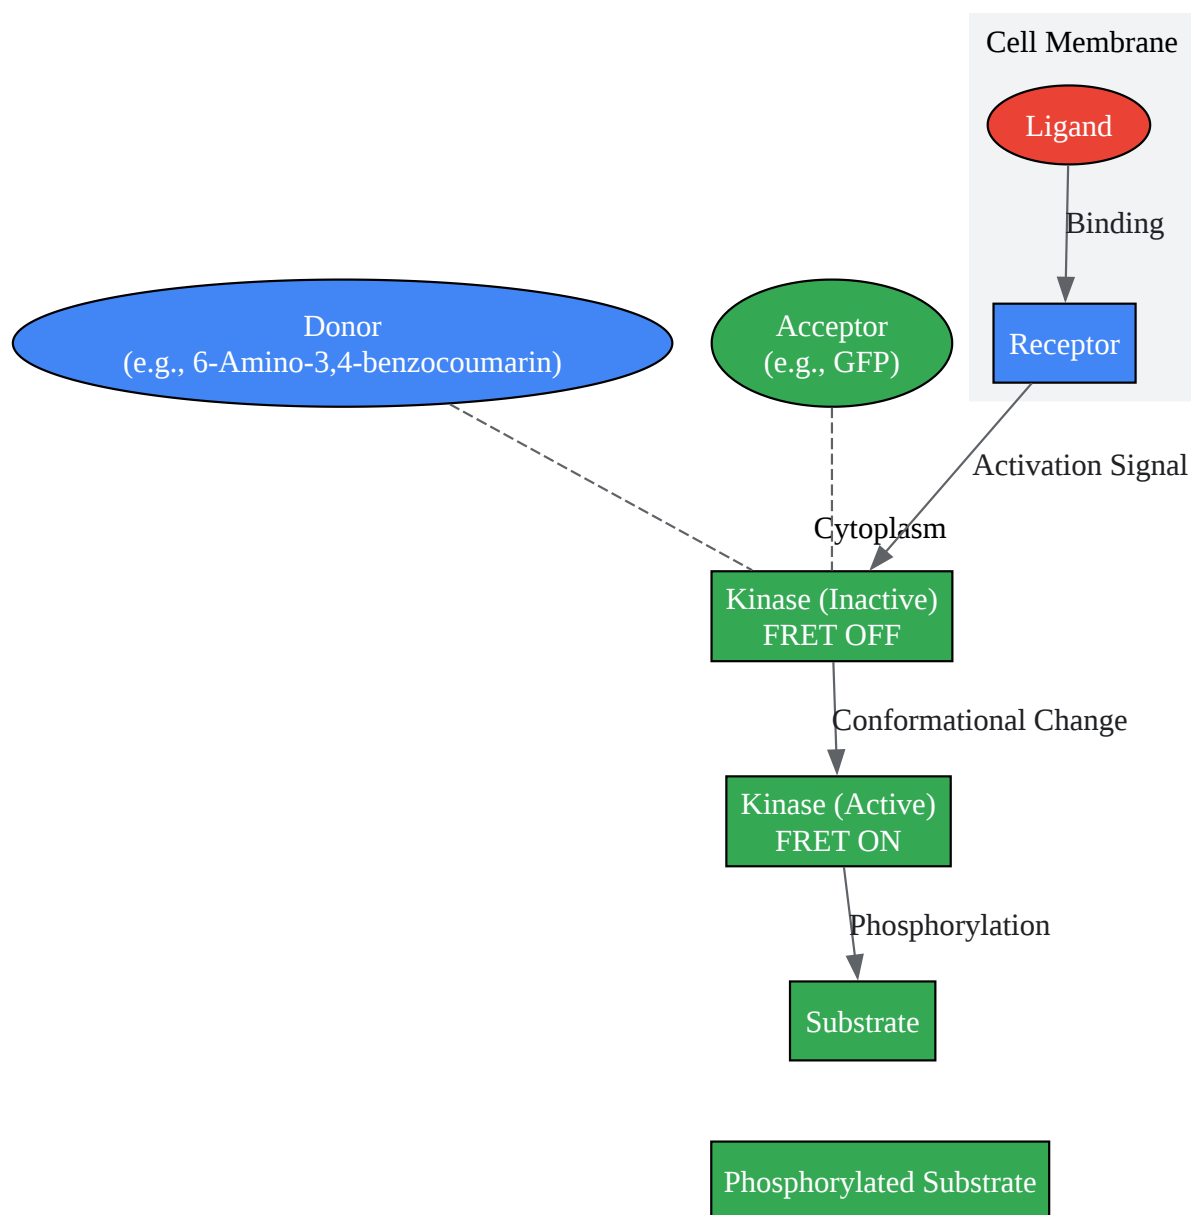 Cell Membrane
Ligand
Binding
Donor
(e.g., 6-Amino-3,4-benzocoumarin)
Acceptor
(e.g., GFP)
Receptor
Activation Signal
Cytoplasm
Kinase (Inactive)
FRET OFF
Conformational Change
Kinase (Active)
FRET ON
Phosphorylation
Substrate
Phosphorylated Substrate